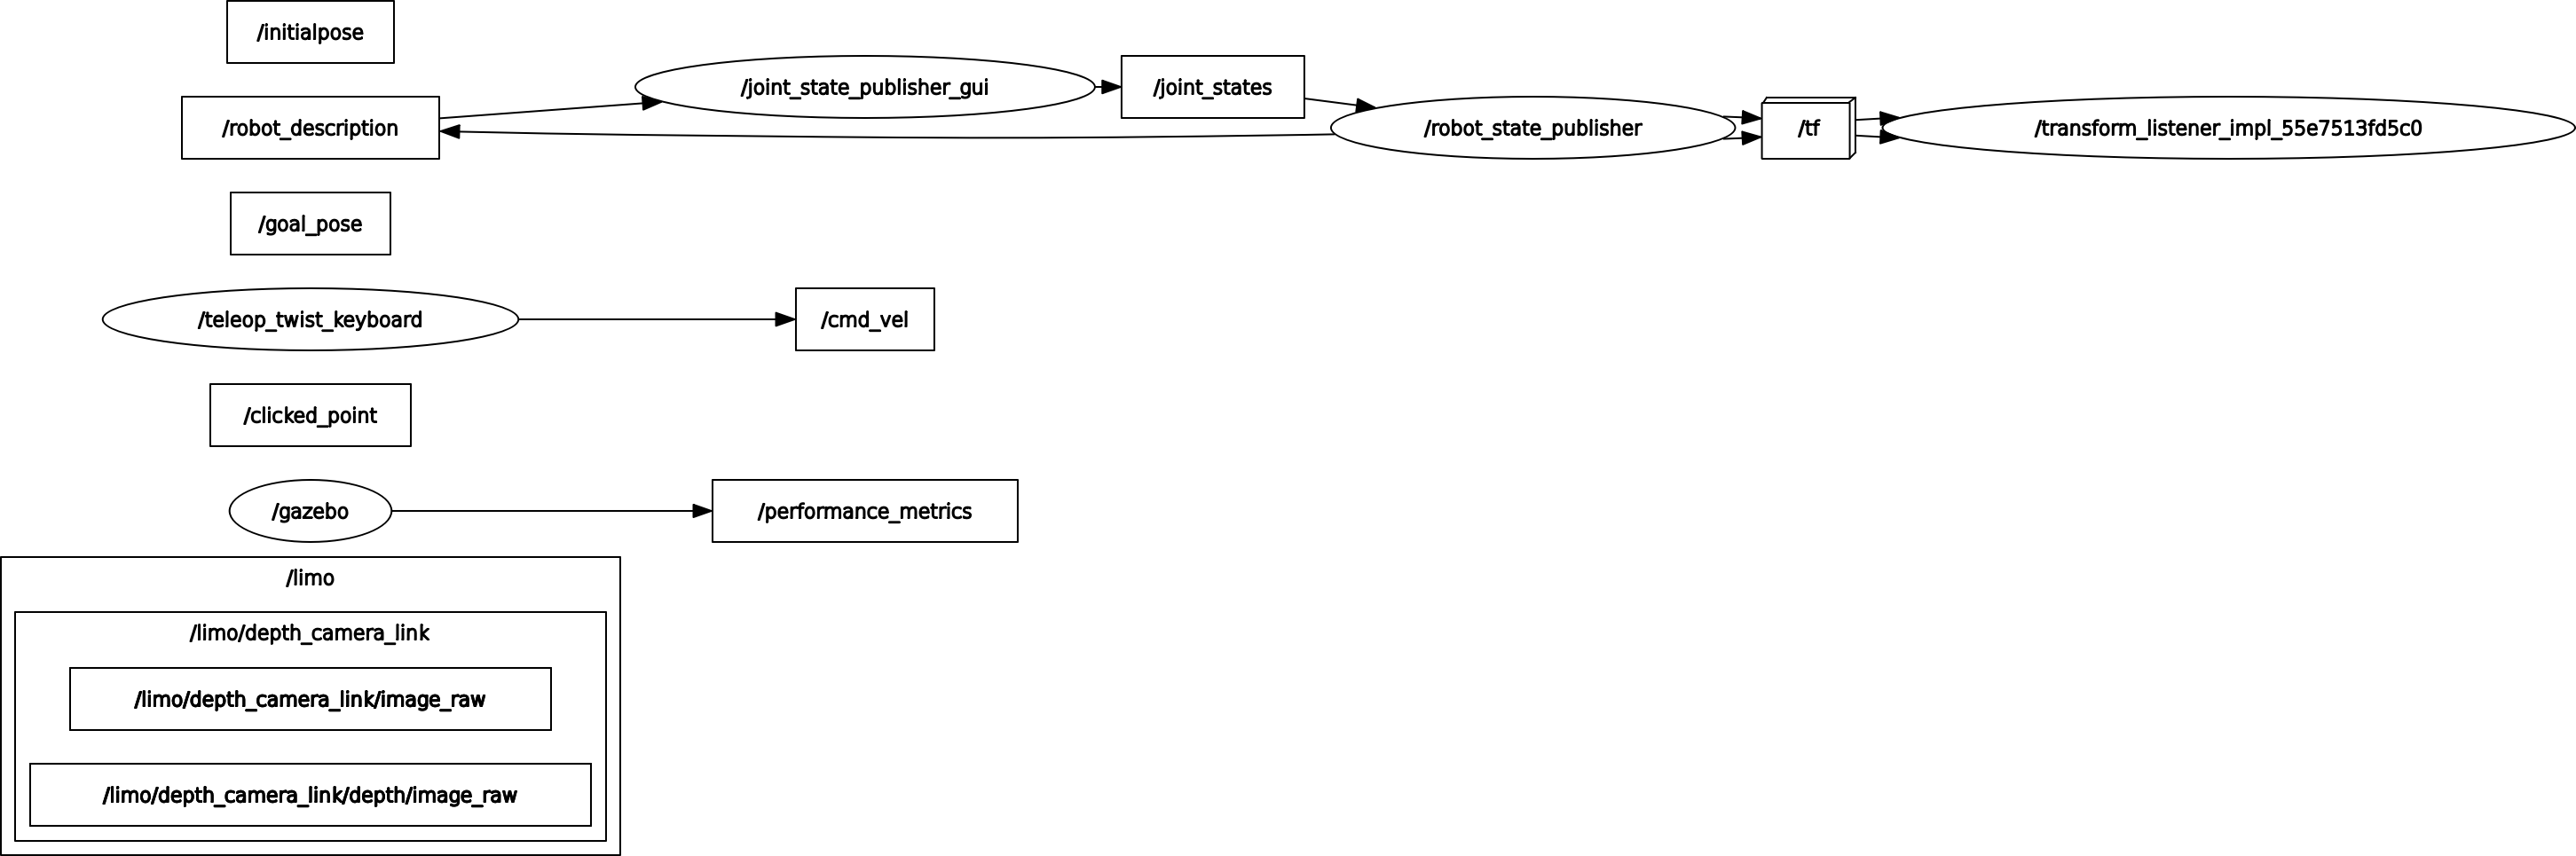 /initialpose
/joint_state_publisher_gui
/joint_states
/robot_description
/robot_state_publisher
/tf
/transform_listener_impl_55e7513fd5c0
/goal_pose
/teleop_twist_keyboard
/cmd_vel
/clicked_point
/gazebo
/performance_metrics
/limo
/limo/depth_camera_link
/limo/depth_camera_link/image_raw
/limo/depth_camera_link/depth/image_raw